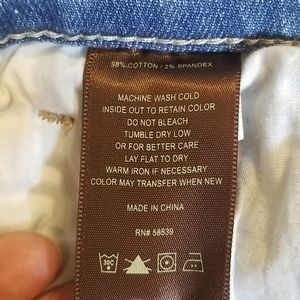 98% COTTON / 2% SPANDEX
MACHINE WASH COLD
INSIDE OUT TO RETAIN COLOR
DO NOT BLEACH
TUMBLE DRY LOW
OR FOR BETTER CARE
LAY FLAT TO DRY
WARM IRON IF NECESSARY
COLOR MAY TRANSFER WHEN NEW
MADE IN CHINA
RN# 58539
30C